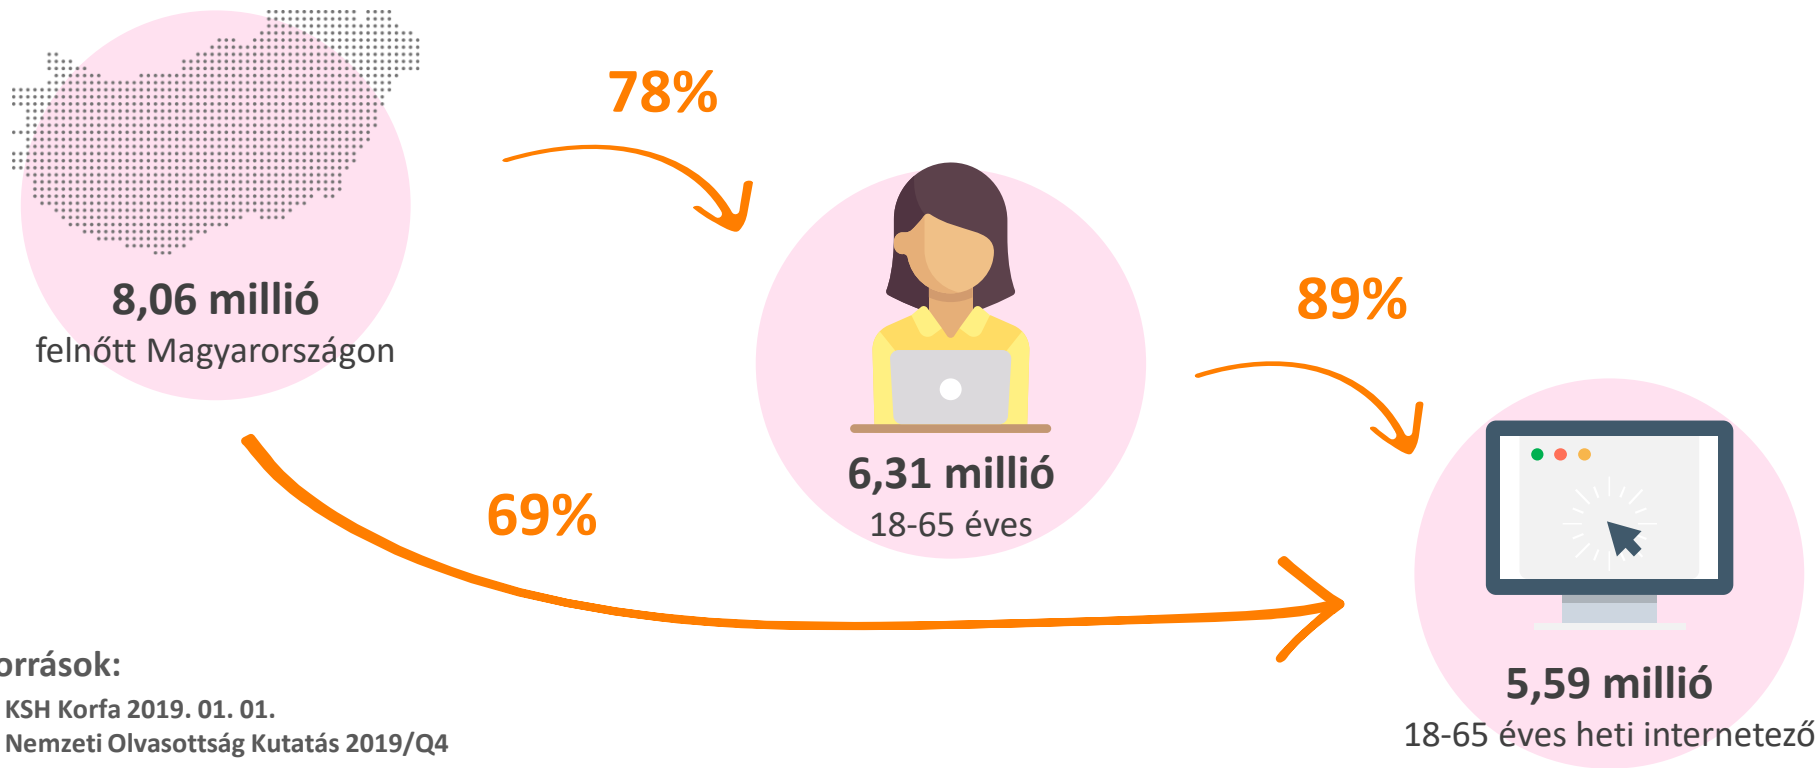 78%
8,06 millió
felnőtt Magyarországon
89%
6,31 millió
18-65 éves
69%
5,59 millió
18-65 éves heti internetező
orrások:
KSH Korfa 2019. 01. 01.
Nemzeti Olvasottság Kutatás 2019/Q4